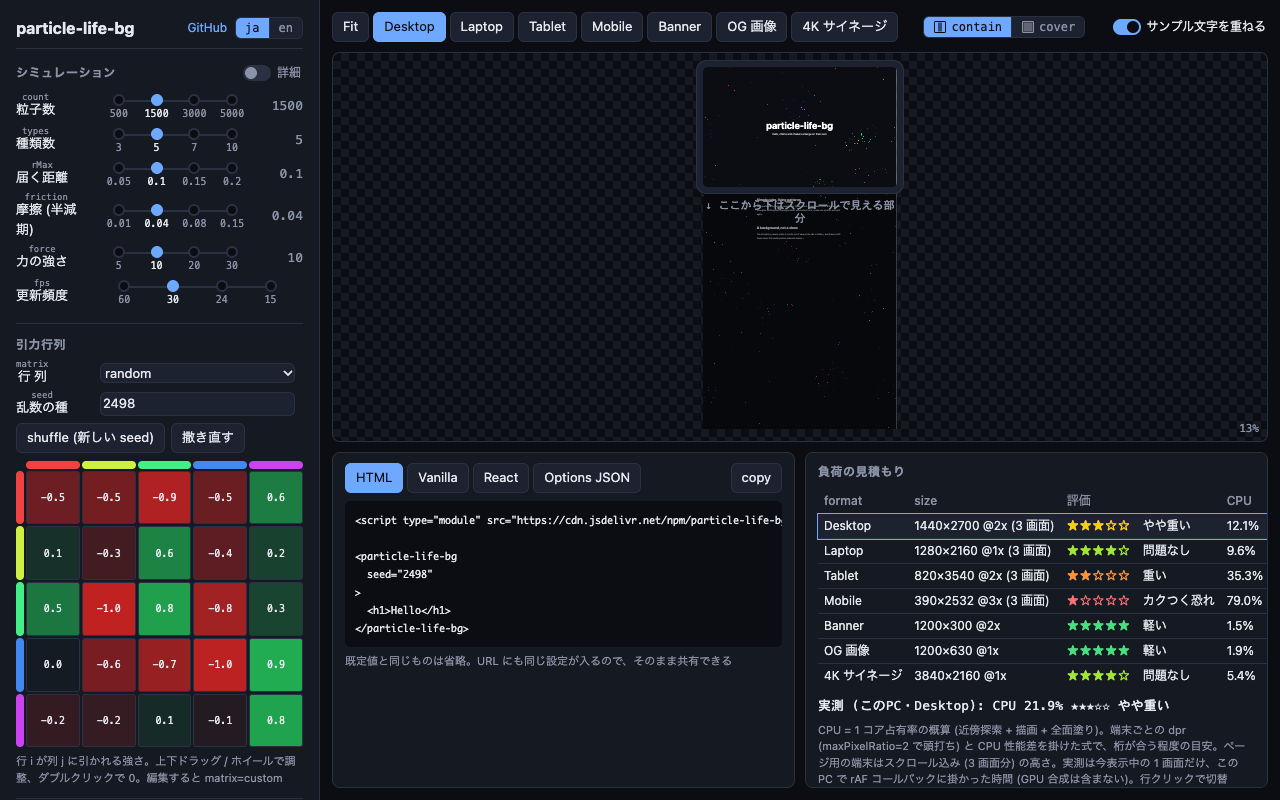 particle-life-bg GitHub ja en
シミュレーション 詳細
count
粒子数 500 1500 3000 5000 1500
types
種類数 3 5 7 10 5
rMax
届く距離 0.05 0.1 0.15 0.2 0.1
friction
摩擦 (半減期) 0.01 0.04 0.08 0.15 0.04
force
力の強さ 5 10 20 30 10
fps
更新頻度 60 30 24 15
引力行列
matrix
行列 random
seed
乱数の種 2498
shuffle (新しい seed) 撒き直す
−0.5 −0.5 −0.9 −0.5 0.6
0.1 −0.3 0.6 −0.4 0.2
0.5 −1.0 0.8 −0.8 0.3
0.0 −0.6 −0.7 −1.0 0.9
−0.2 −0.2 0.1 −0.1 0.8
行 i が列 j に引かれる強さ。上下ドラッグ / ホイールで調
整、ダブルクリックで 0。編集すると matrix=custom
Fit Desktop Laptop Tablet Mobile Banner OG 画像 4K サイネージ contain cover サンプル文字を重ねる
particle-life-bg
↓ ここから下はスクロールで見える部
分
13%
HTML Vanilla React Options JSON copy
<script type="module" src="https://cdn.jsdelivr.net/npm/particle-life-b
<particle-life-bg
seed="2498"
>
<h1>Hello</h1>
</particle-life-bg>
既定値と同じものは省略。URL にも同じ設定が入るので、そのまま共有できる
負荷の見積もり
format size 評価 CPU
Desktop 1440×2700 @2x (3 画面) ★★★☆☆ やや重い 12.1%
Laptop 1280×2160 @1x (3 画面) ★★★★☆ 問題なし 9.6%
Tablet 820×3540 @2x (3 画面) ★★☆☆☆ 重い 35.3%
Mobile 390×2532 @3x (3 画面) ★☆☆☆☆ カクつく恐れ 79.0%
Banner 1200×300 @2x ★★★★★ 軽い 1.5%
OG 画像 1200×630 @1x ★★★★★ 軽い 1.9%
4K サイネージ 3840×2160 @1x ★★★★☆ 問題なし 5.4%
実測 (このPC・Desktop): CPU 21.9% ★★★☆☆ やや重い
CPU = 1 コア占有率の概算 (近傍探索 + 描画 + 全面塗り)。端末ごとの dpr
(maxPixelRatio=2 で頭打ち) と CPU 性能差を掛けた式で、桁が合う程度の目安。ペー
ジ用の端末はスクロール込み (3 画面分) の高さ。実測は今表示中の 1 画面だけ、この
PC で rAF コールバックに掛かった時間 (GPU 合成は含まない)。行クリックで切替